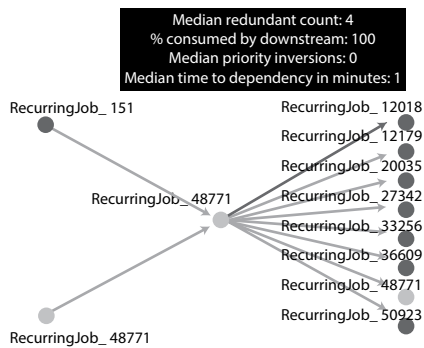 Median redundant count: 4
% consumed by downstream: 100
Median priority inversions: 0
Median time to dependency in minutes: 1
RecurringJob_ 151
RecurringJob_ 48771
RecurringJob_ 48771
RecurringJob_ 12018
RecurringJob_ 12179
RecurringJob_ 20035
RecurringJob_ 27342
RecurringJob_ 33256
RecurringJob_ 36609
RecurringJob_ 48771
RecurringJob_ 50923